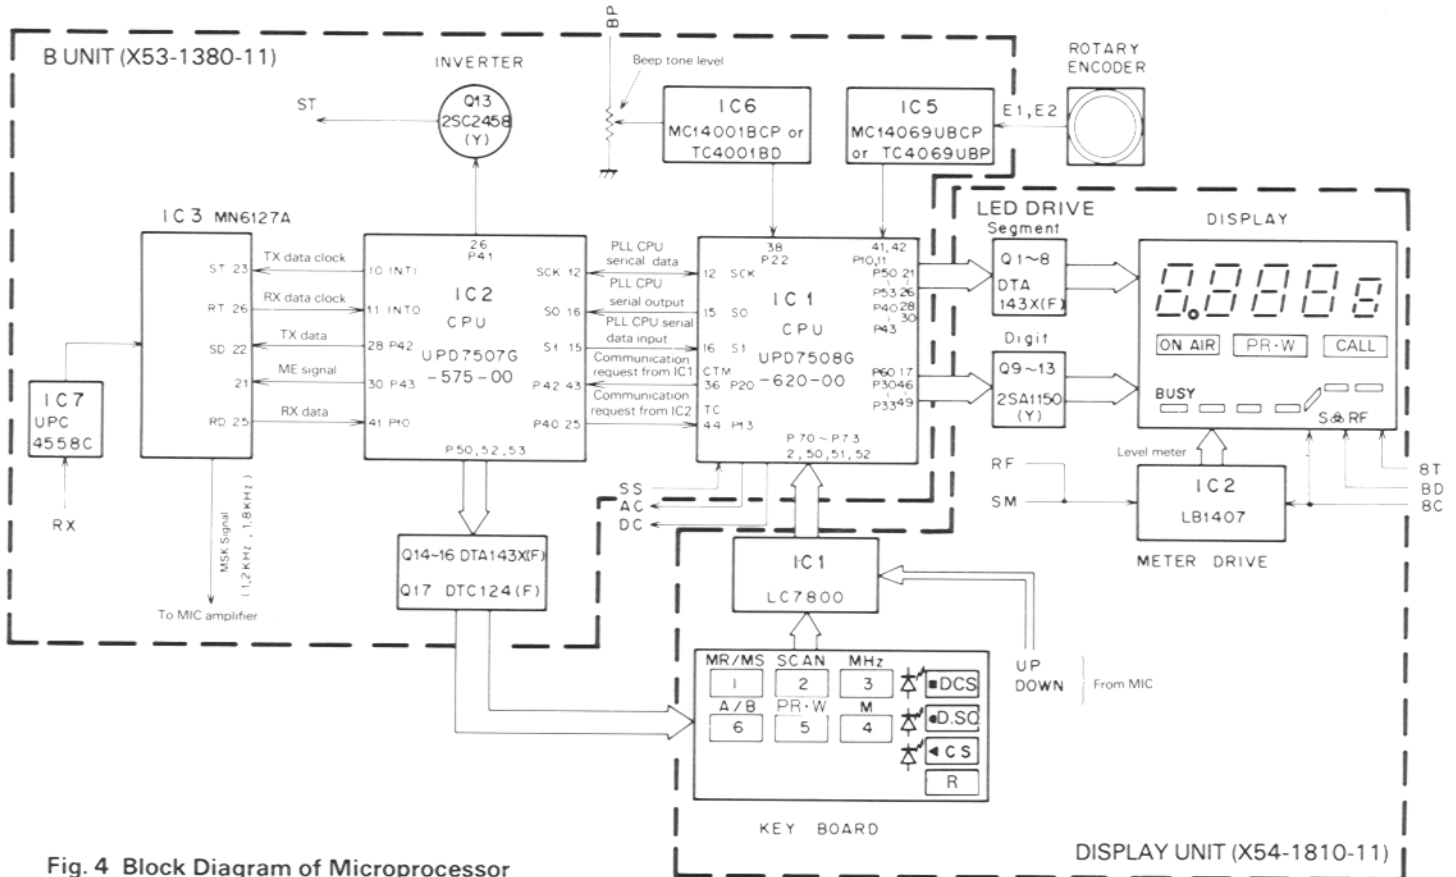 BP
B UNIT (X53-1380-11)
INVERTER
Beep tone level
ROTARY
ENCODER
ST
Q13
2SC2458
(Y)
IC6
MC14001BCP or
TC4001BD
IC5
MC14069UBCP
or TC4069UBP
E1, E2
IC3 MN6127A
ST 23
RT 26
SD 22
21
RD 25
TX data clock
RX data clock
TX data
ME signal
RX data
26
P41
10 INT1
11 INT0
28 P42
30 P43
41 P10
IC2
CPU
UPD7507G
-575-00
SCK 12
S0 16
S1 15
P42 43
P40 25
P50, 52, 53
PLL CPU
serical data
PLL CPU
serial output
PLL CPU serial
data input
Communication
request from IC1
Communication
request from IC2
38
P22
41, 42
P10, 11
12 SCK
15 S0
16 S1
CTM
36 P20
TC
44 P13
IC1
CPU
UPD7508G
-620-00
P50 21
P53 26
P40 28
P43 30
P60 17
P30 46
P33 49
P70~P73
2, 50, 51, 52
LED DRIVE
Segment
Q1~8
DTA
143X(F)
Digit
Q9~13
2SA1150
(Y)
DISPLAY
8.888 8
ON AIR
PR·W
CALL
BUSY
S&RF
Level meter
RF
SM
IC2
LB1407
METER DRIVE
8T
8D
8C
IC7
UPC
4558C
RX
MSK Signal
(1.2KHz, 1.8KHz)
To MIC amplifier
SS
AC
DC
Q14~16 DTA143X(F)
Q17 DTC124(F)
IC1
LC7800
UP
DOWN
From MIC
MR/MS SCAN MHz
1 2 3
■DCS
A/B PR·W M
6 5 4
●D.SQ
◄CS
R
KEY BOARD
DISPLAY UNIT (X54-1810-11)
Fig. 4 Block Diagram of Microprocessor